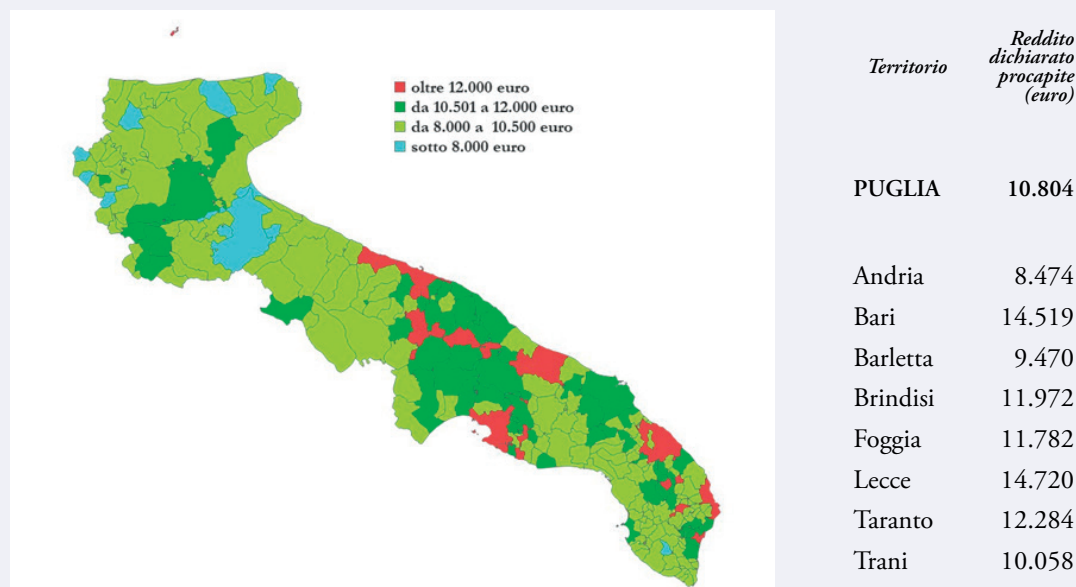 oltre 12.000 euro
da 10.501 a 12.000 euro
da 8.000 a 10.500 euro
sotto 8.000 euro
Territorio
Reddito
dichiarato
procapite
(euro)
PUGLIA 10.804
Andria 8.474
Bari 14.519
Barletta 9.470
Brindisi 11.972
Foggia 11.782
Lecce 14.720
Taranto 12.284
Trani 10.058